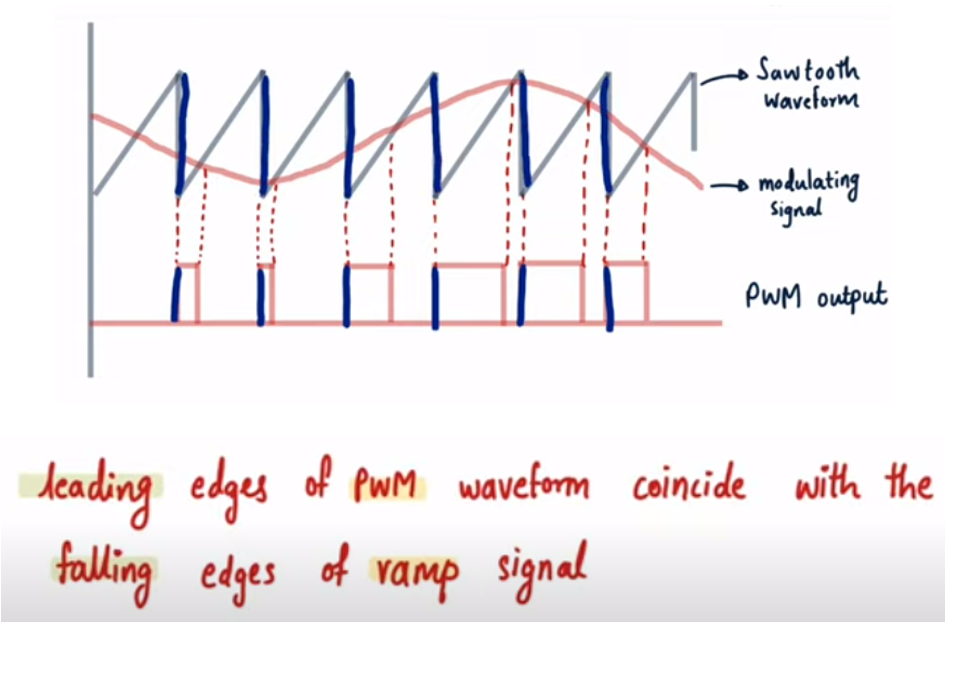 Sawtooth
waveform
modulating
signal
PWM output
leading edges of PWM waveform coincide with the
falling edges of ramp signal